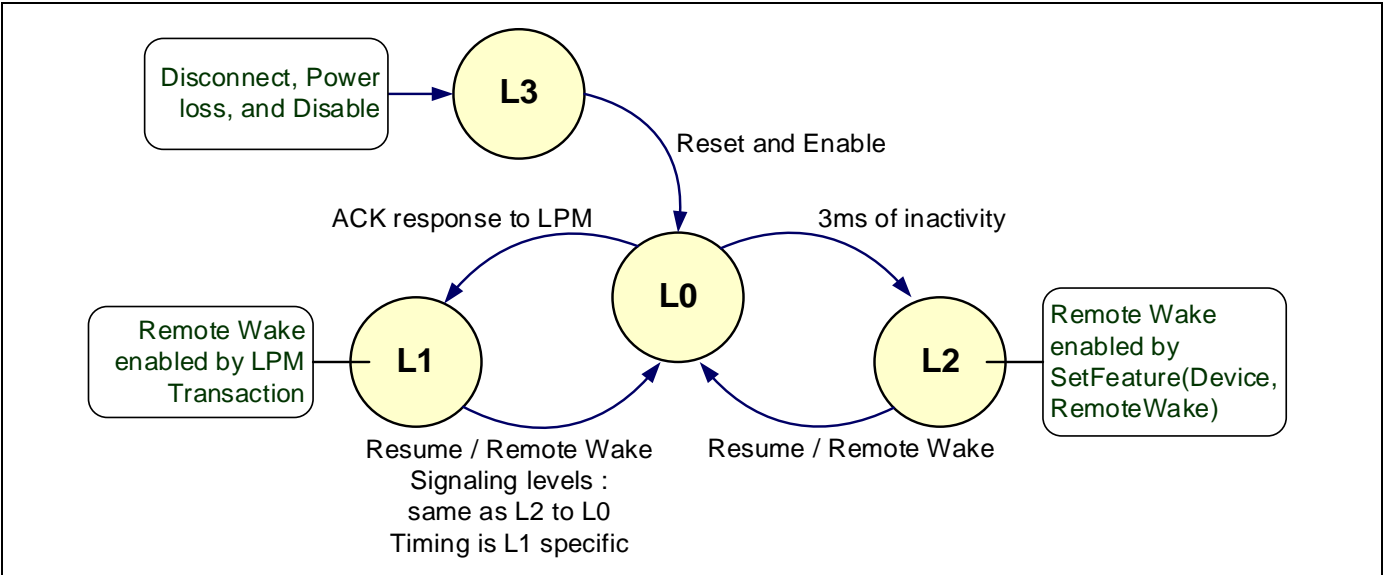 Disconnect, Power
loss, and Disable
L3
Reset and Enable
ACK response to LPM
3ms of inactivity
L0
Remote Wake
enabled by LPM
Transaction
L1
L2
Remote Wake
enabled by
SetFeature(Device,
RemoteWake)
Resume / Remote Wake
Signaling levels :
same as L2 to L0
Timing is L1 specific
Resume / Remote Wake